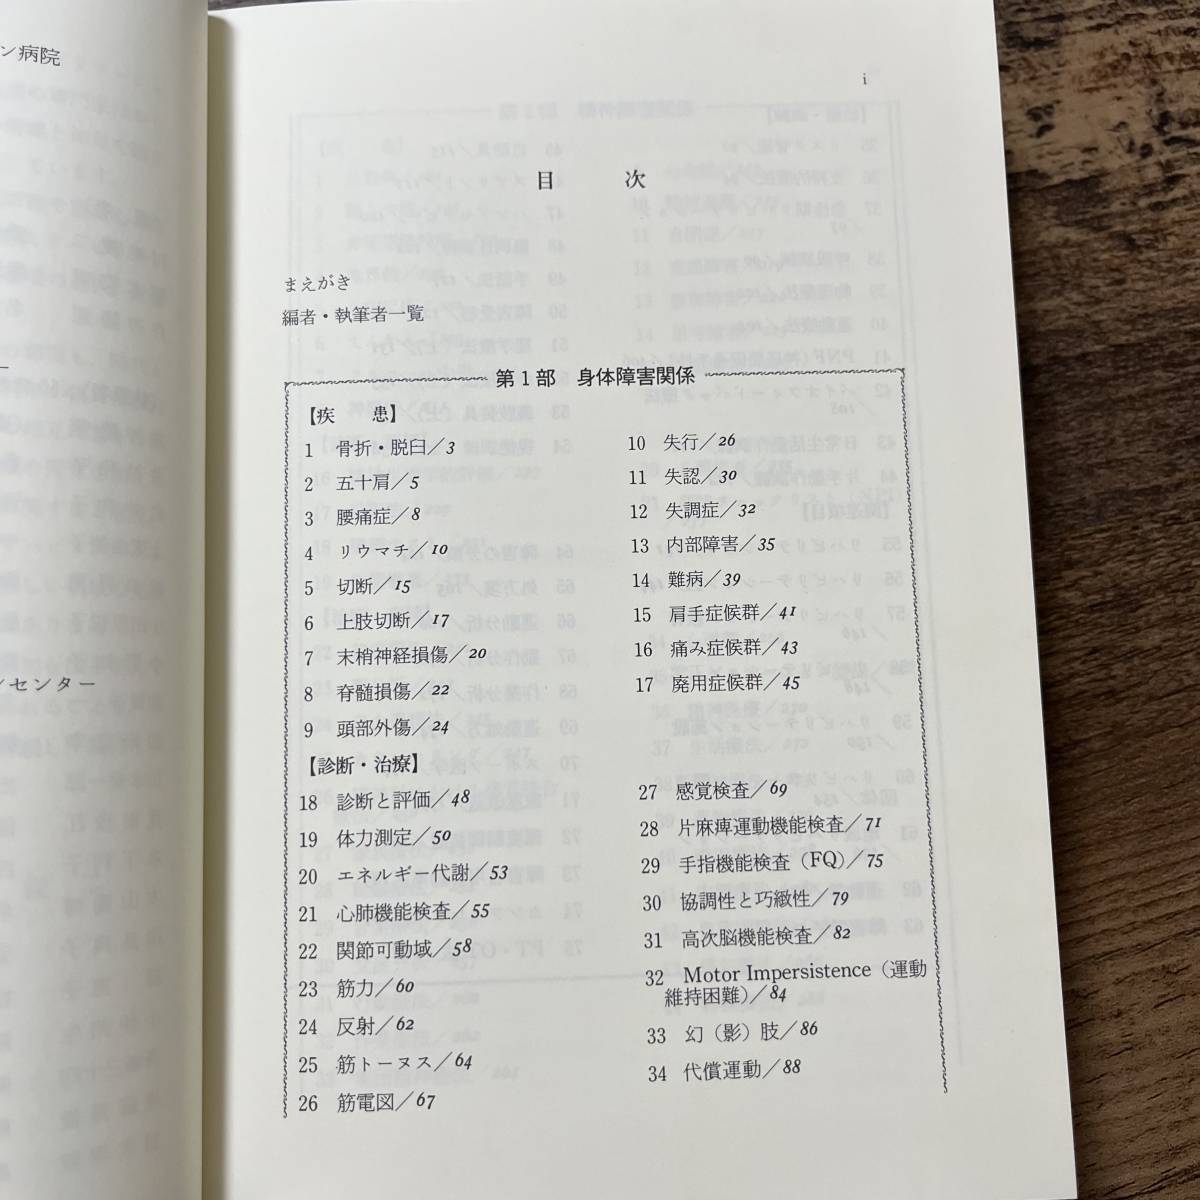 ン病院
ンセンター
i
目　次
まえがき
編者・執筆者一覧
第1部　身体障害関係
【疾　患】
1　骨折・脱臼／3
2　五十肩／5
3　腰痛症／8
4　リウマチ／10
5　切断／15
6　上肢切断／17
7　末梢神経損傷／20
8　脊髄損傷／22
9　頭部外傷／24
10　失行／26
11　失認／30
12　失調症／32
13　内部障害／35
14　難病／39
15　肩手症候群／41
16　痛み症候群／43
17　廃用症候群／45
【診断・治療】
18　診断と評価／48
19　体力測定／50
20　エネルギー代謝／53
21　心肺機能検査／55
22　関節可動域／58
23　筋力／60
24　反射／62
25　筋トーヌス／64
26　筋電図／67
27　感覚検査／69
28　片麻痺運動機能検査／71
29　手指機能検査（FQ）／75
30　協調性と巧緻性／79
31　高次脳機能検査／82
32　Motor Impersistence（運動
維持困難）／84
33　幻（影）肢／86
34　代償運動／88